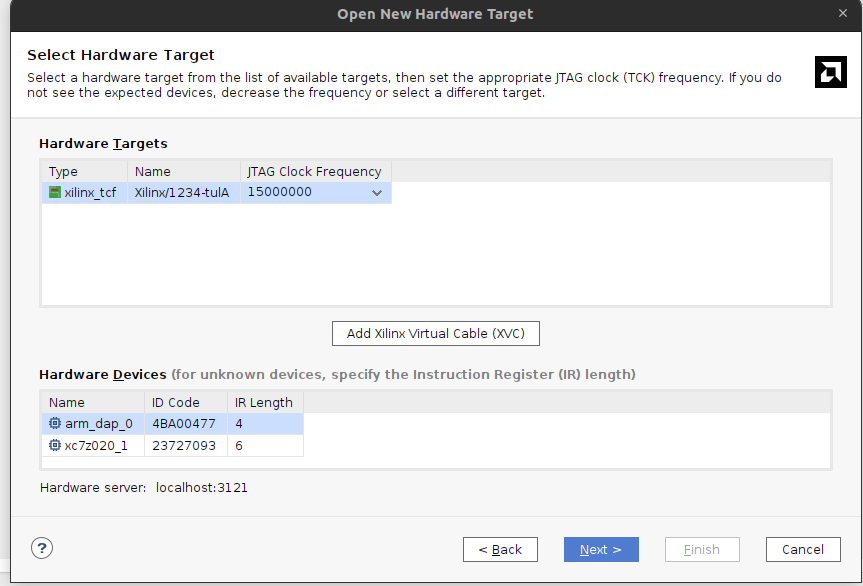 Open New Hardware Target
Select Hardware Target
Select a hardware target from the list of available targets, then set the appropriate JTAG clock (TCK) frequency. If you do
not see the expected devices, decrease the frequency or select a different target.
Hardware Targets
Type Name JTAG Clock Frequency
xilinx_tcf Xilinx/1234-tulA 15000000
Add Xilinx Virtual Cable (XVC)
Hardware Devices (for unknown devices, specify the Instruction Register (IR) length)
Name ID Code IR Length
arm_dap_0 4BA00477 4
xc7z020_1 23727093 6
Hardware server: localhost:3121
? < Back Next > Finish Cancel